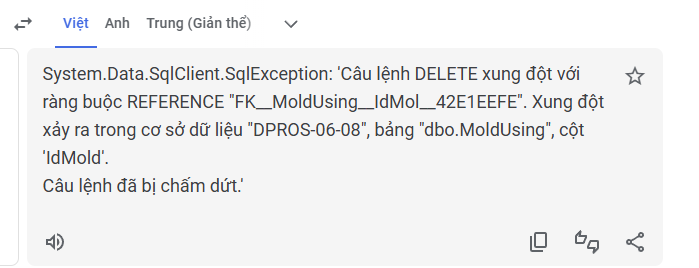 Việt Anh Trung (Giản thể)
System.Data.SqlClient.SqlException: 'Câu lệnh DELETE xung đột với
ràng buộc REFERENCE "FK__MoldUsing__IdMol__42E1EEFE". Xung đột
xảy ra trong cơ sở dữ liệu "DPROS-06-08", bảng "dbo.MoldUsing", cột
'IdMold'.
Câu lệnh đã bị chấm dứt.'